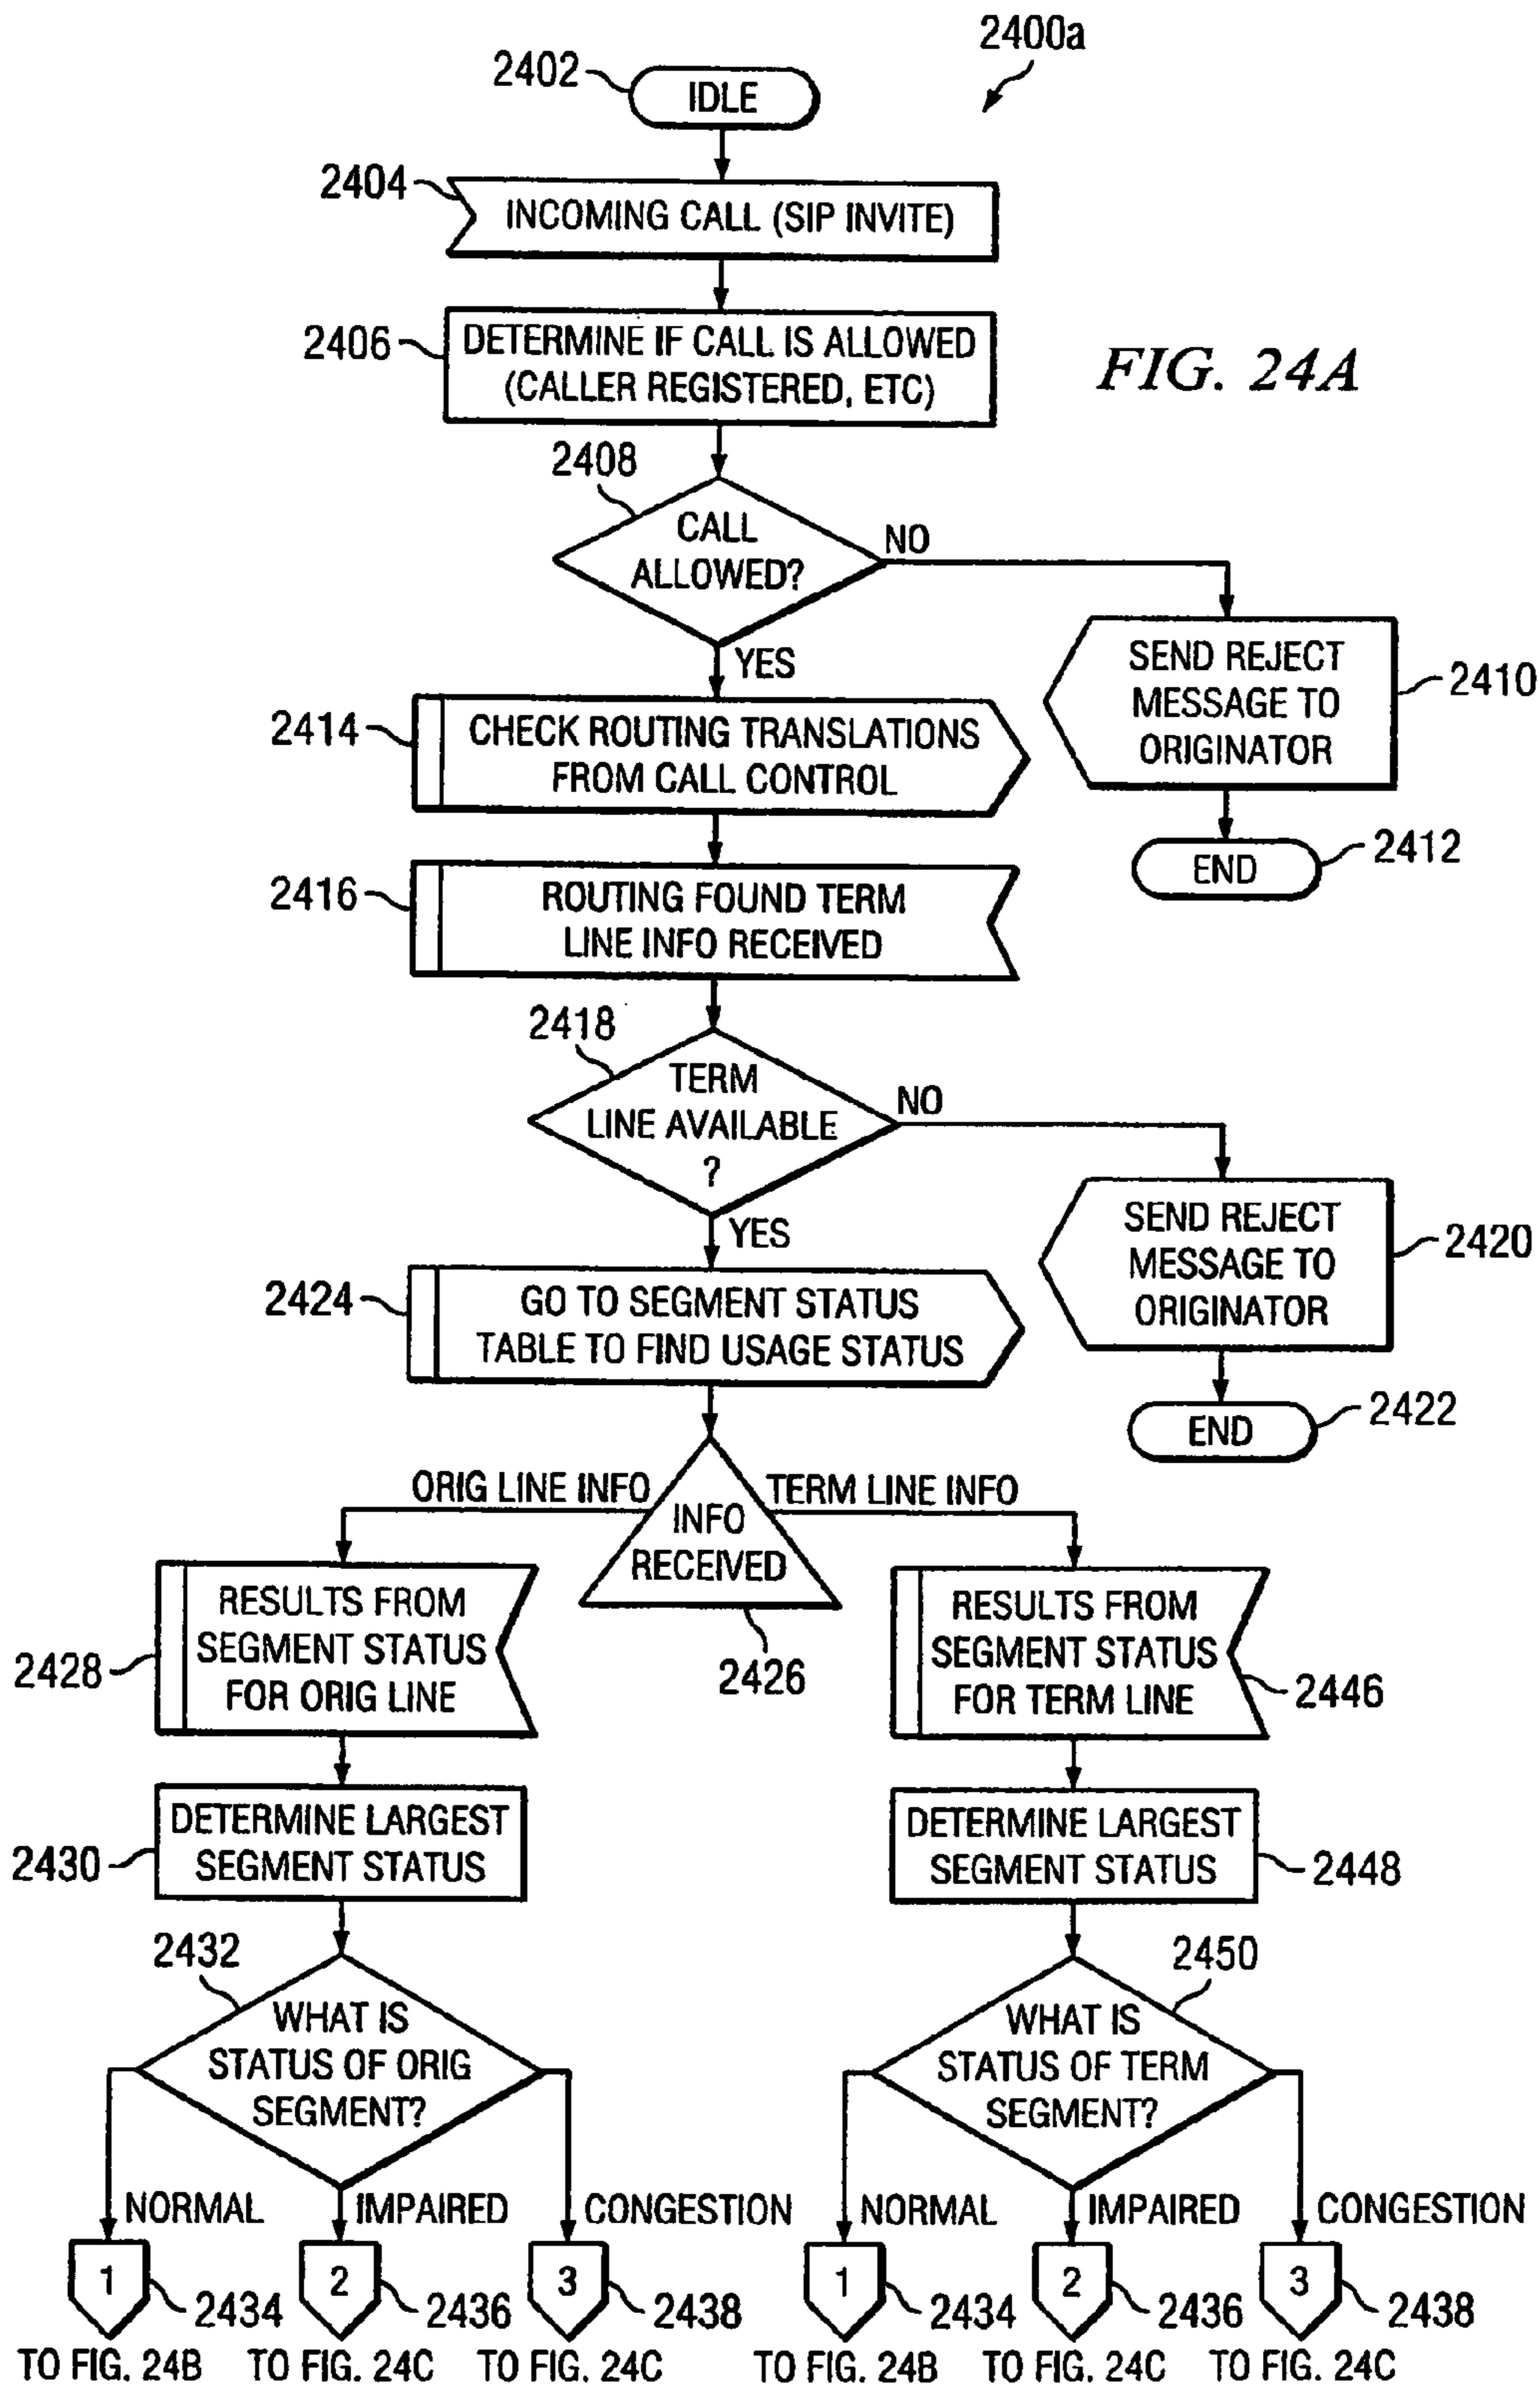 2400a
2402
IDLE
2404
INCOMING CALL (SIP INVITE)
2406
DETERMINE IF CALL IS ALLOWED
(CALLER REGISTERED, ETC)
FIG. 24A
2408
CALL
ALLOWED?
NO
YES
SEND REJECT
MESSAGE TO
ORIGINATOR
2410
END
2412
2414
CHECK ROUTING TRANSLATIONS
FROM CALL CONTROL
2416
ROUTING FOUND TERM
LINE INFO RECEIVED
2418
TERM
LINE AVAILABLE
?
NO
YES
SEND REJECT
MESSAGE TO
ORIGINATOR
2420
END
2422
2424
GO TO SEGMENT STATUS
TABLE TO FIND USAGE STATUS
ORIG LINE INFO
INFO
RECEIVED
TERM LINE INFO
2426
2428
RESULTS FROM
SEGMENT STATUS
FOR ORIG LINE
RESULTS FROM
SEGMENT STATUS
FOR TERM LINE
2446
2430
DETERMINE LARGEST
SEGMENT STATUS
DETERMINE LARGEST
SEGMENT STATUS
2448
2432
WHAT IS
STATUS OF ORIG
SEGMENT?
2450
WHAT IS
STATUS OF TERM
SEGMENT?
NORMAL
IMPAIRED
CONGESTION
NORMAL
IMPAIRED
CONGESTION
1
2434
2
2436
3
2438
1
2434
2
2436
3
2438
TO FIG. 24B
TO FIG. 24C
TO FIG. 24C
TO FIG. 24B
TO FIG. 24C
TO FIG. 24C